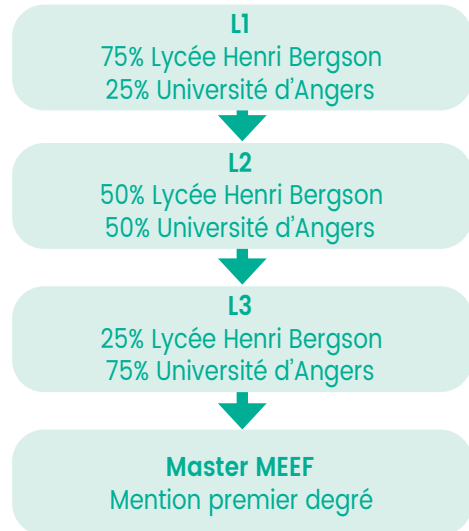 L1
75% Lycée Henri Bergson
25% Université d’Angers
L2
50% Lycée Henri Bergson
50% Université d’Angers
L3
25% Lycée Henri Bergson
75% Université d’Angers
Master MEEF
Mention premier degré